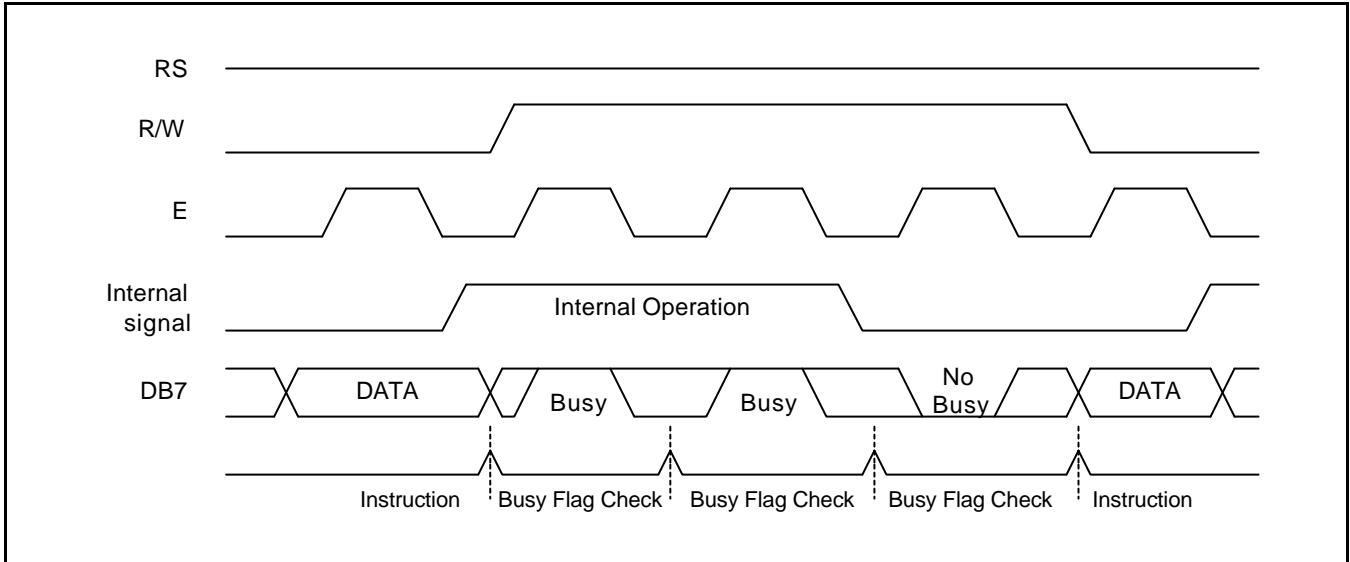 RS
R/W
E
Internal
signal
Internal Operation
DB7
DATA
Busy
Busy
No
Busy
DATA
Instruction
Busy Flag Check
Busy Flag Check
Busy Flag Check
Instruction